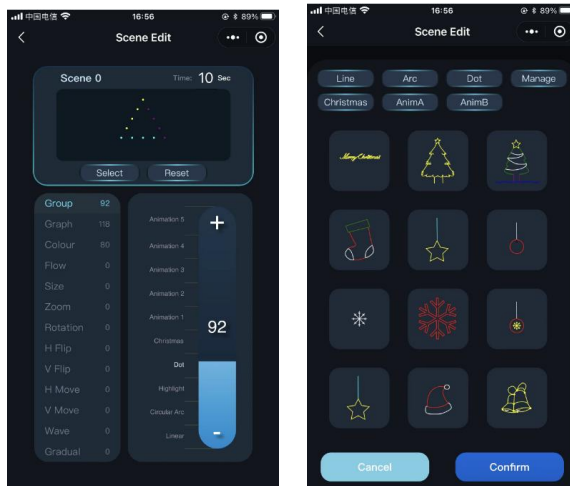 中国电信 16:56 89%
Scene Edit
Scene 0 Time: 10 Sec
Select Reset
Group 92
Graph 118
Colour 80
Flow 0
Size 0
Zoom 0
Rotation 0
H Flip 0
V Flip 0
H Move 0
V Move 0
Wave 0
Gradual 0
Animation 5
Animation 4
Animation 3
Animation 2
Animation 1
Christmas
Dot
Highlight
Circular Arc
Linear
+
92
-
中国电信 16:56 89%
Scene Edit
Line Arc Dot Manage
Christmas AnimA AnimB
Merry Christmas
Cancel Confirm